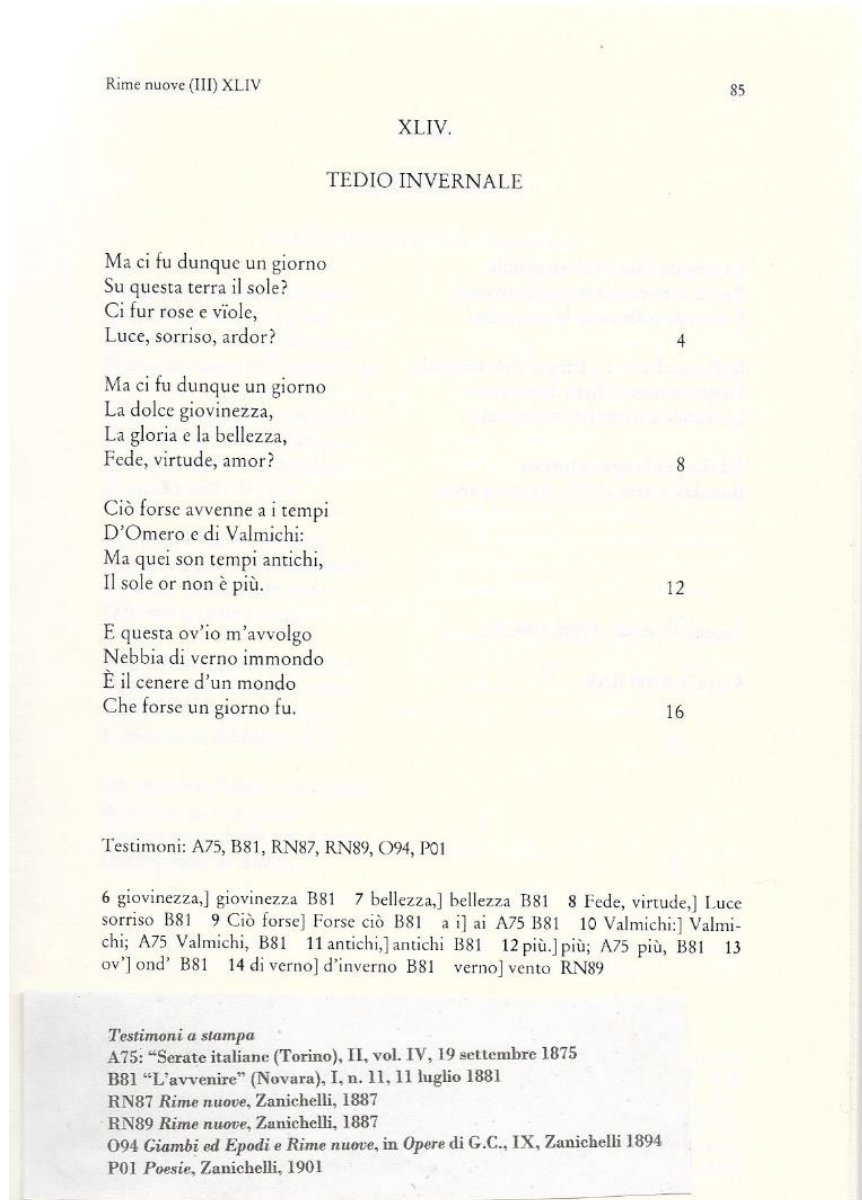 Rime nuove (III) XLIV
85
XLIV.
TEDIO INVERNALE
Ma ci fu dunque un giorno
Su questa terra il sole?
Ci fur rose e vïole,
Luce, sorriso, ardor?
4
Ma ci fu dunque un giorno
La dolce giovinezza,
La gloria e la bellezza,
Fede, virtude, amor?
8
Ciò forse avvenne a i tempi
D'Omero e di Valmichi:
Ma quei son tempi antichi,
Il sole or non è più.
12
E questa ov'io m'avvolgo
Nebbia di verno immondo
È il cenere d'un mondo
Che forse un giorno fu.
16
Testimoni: A75, B81, RN87, RN89, O94, P01
6 giovinezza,] giovinezza B81 7 bellezza,] bellezza B81 8 Fede, virtude,] Luce
sorriso B81 9 Ciò forse] Forse ciò B81 a i] ai A75 B81 10 Valmichi:] Valmi-
chi; A75 Valmichi, B81 11 antichi,] antichi B81 12 più.] più; A75 più, B81 13
ov'] ond' B81 14 di verno] d'inverno B81 verno] vento RN89
Testimoni a stampa
A75: "Serate italiane (Torino), II, vol. IV, 19 settembre 1875
B81 "L'avvenire" (Novara), I, n. 11, 11 luglio 1881
RN87 Rime nuove, Zanichelli, 1887
RN89 Rime nuove, Zanichelli, 1887
O94 Giambi ed Epodi e Rime nuove, in Opere di G.C., IX, Zanichelli 1894
P01 Poesie, Zanichelli, 1901